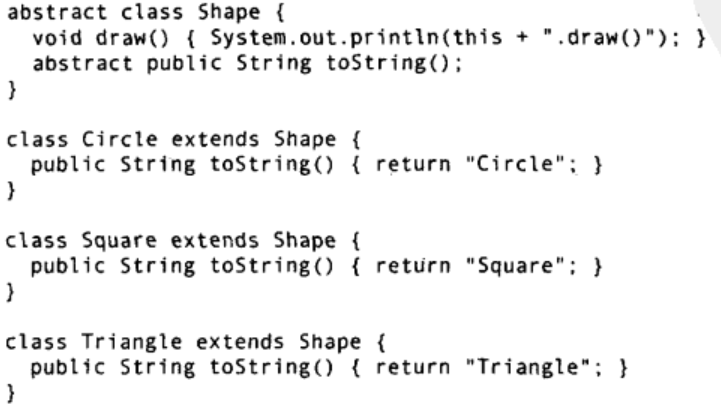 abstract class Shape {
void draw() { System.out.println(this + ".draw()"); }
abstract public String toString();
}
class Circle extends Shape {
public String toString() { return "Circle"; }
}
class Square extends Shape {
public String toString() { return "Square"; }
}
class Triangle extends Shape {
public String toString() { return "Triangle"; }
}